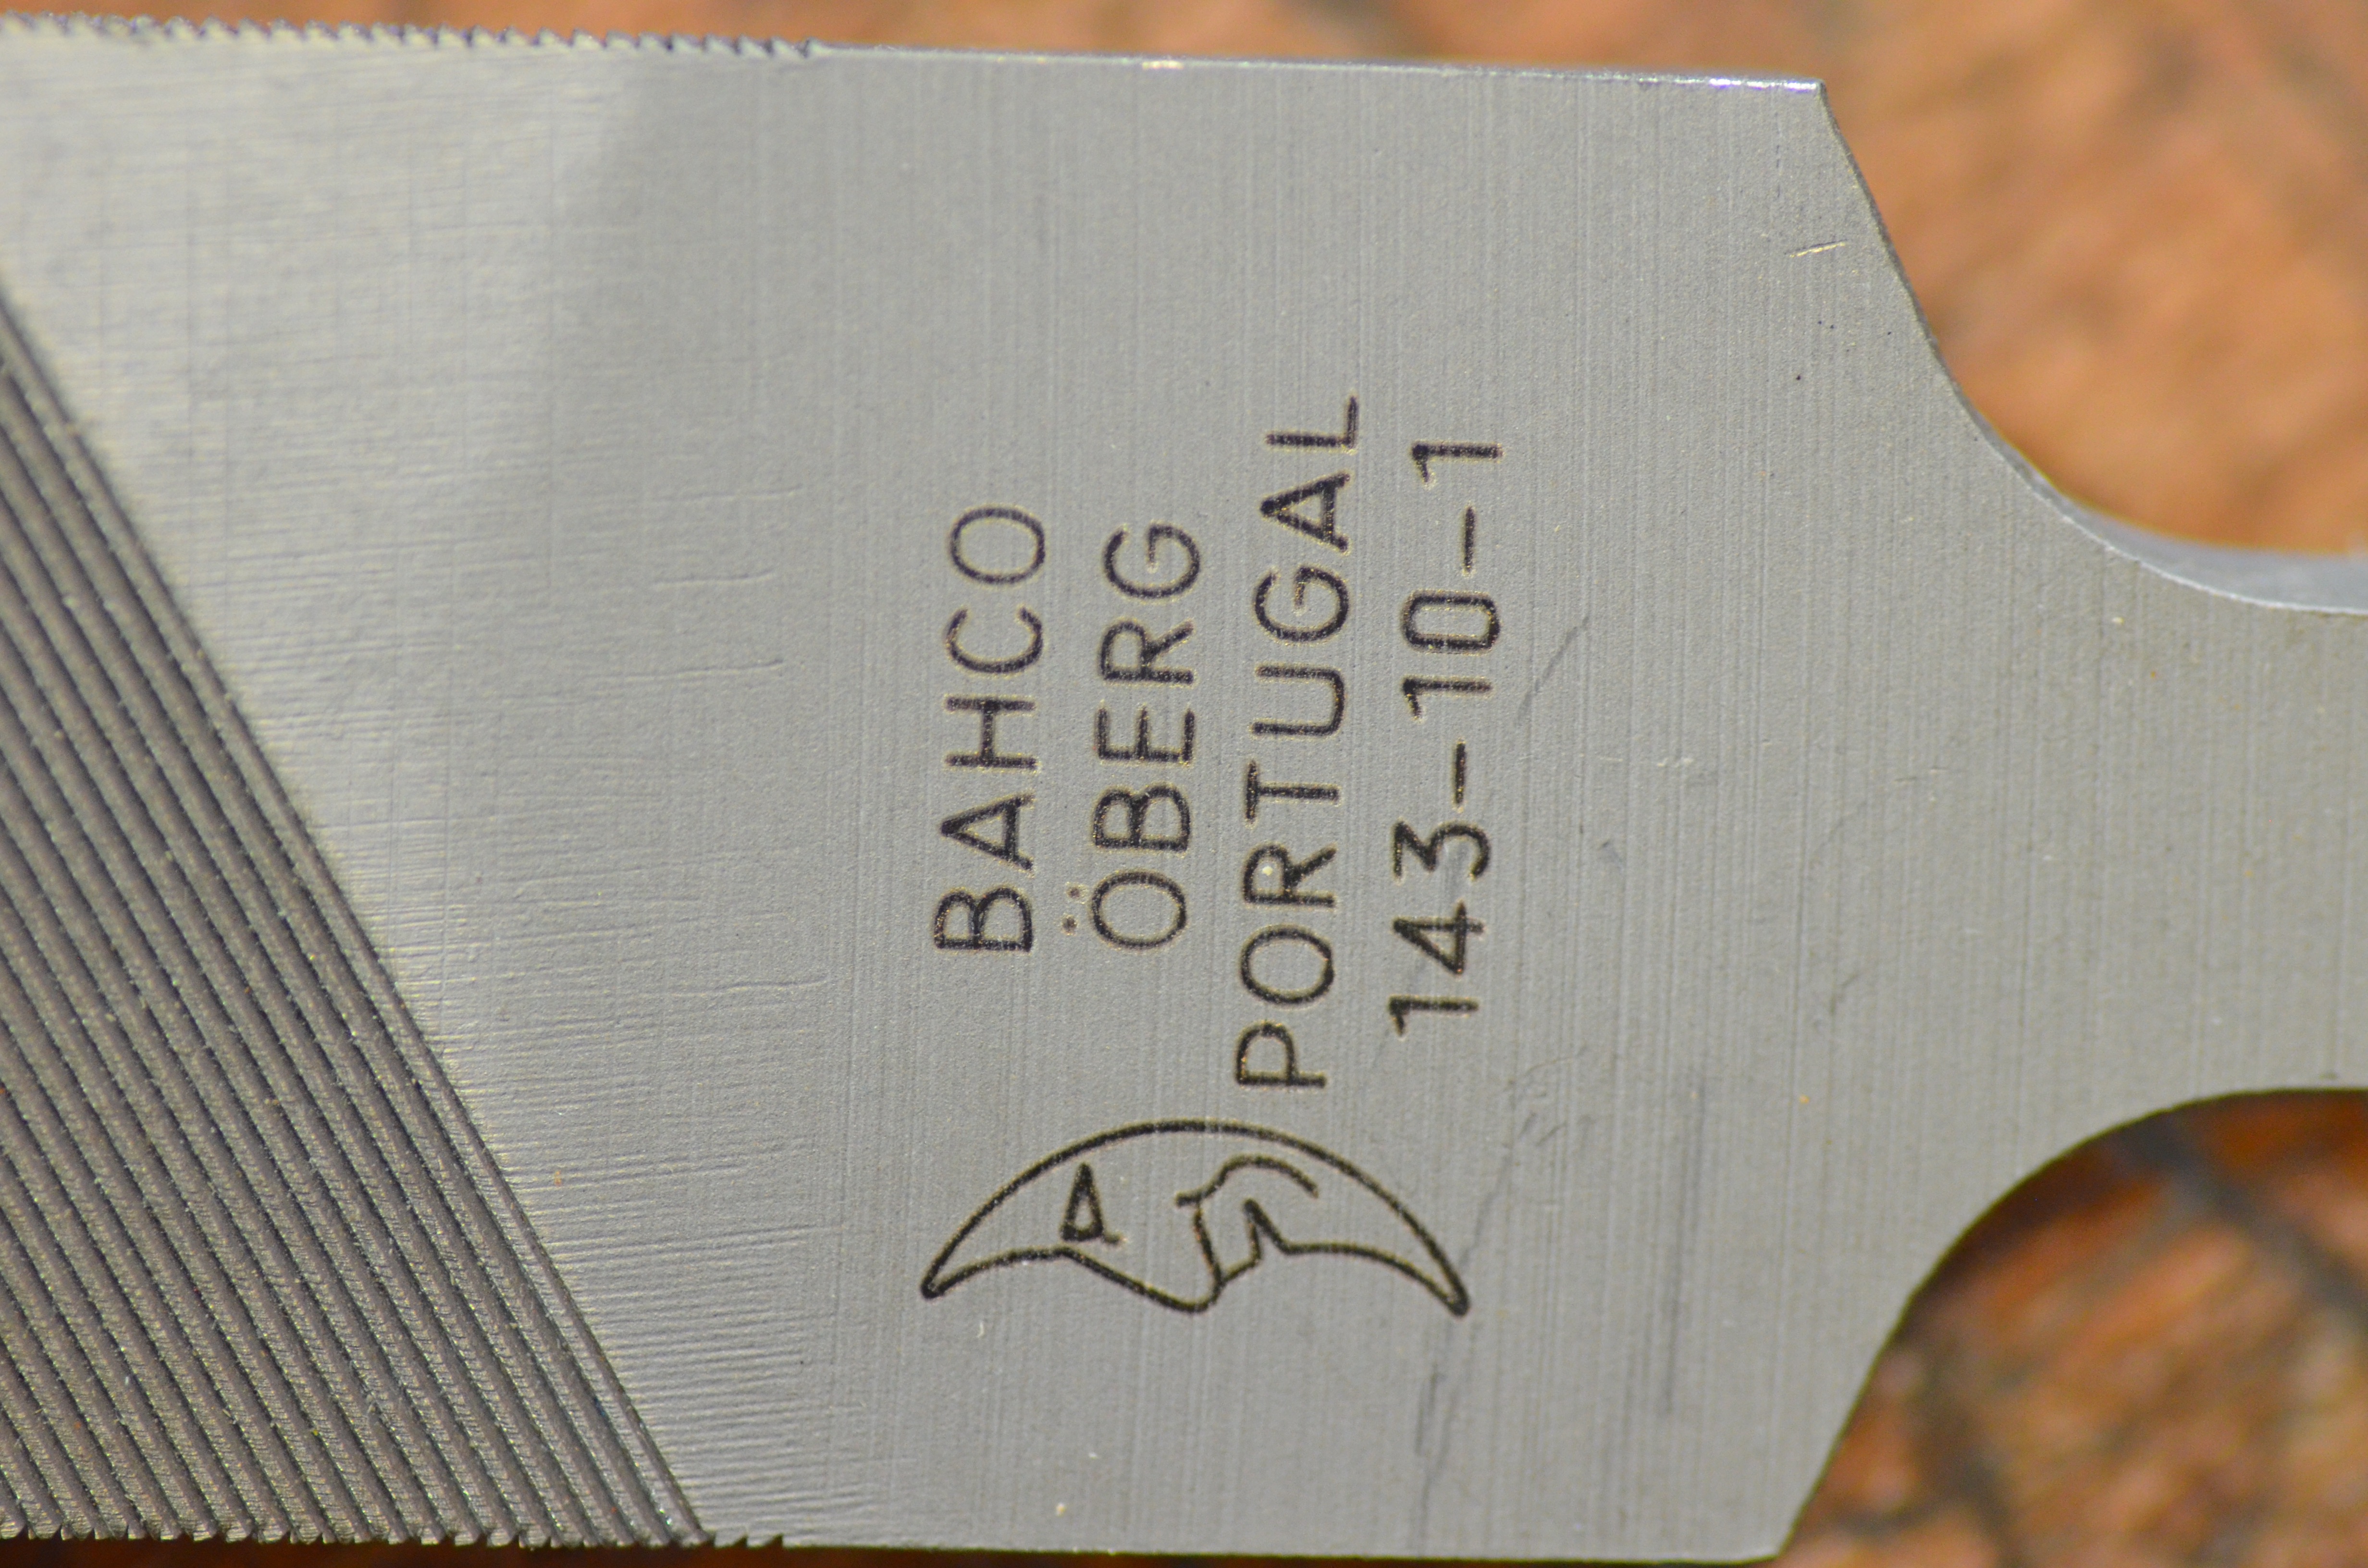 BAHCO
ÖBERG
PORTUGAL
143-10-1